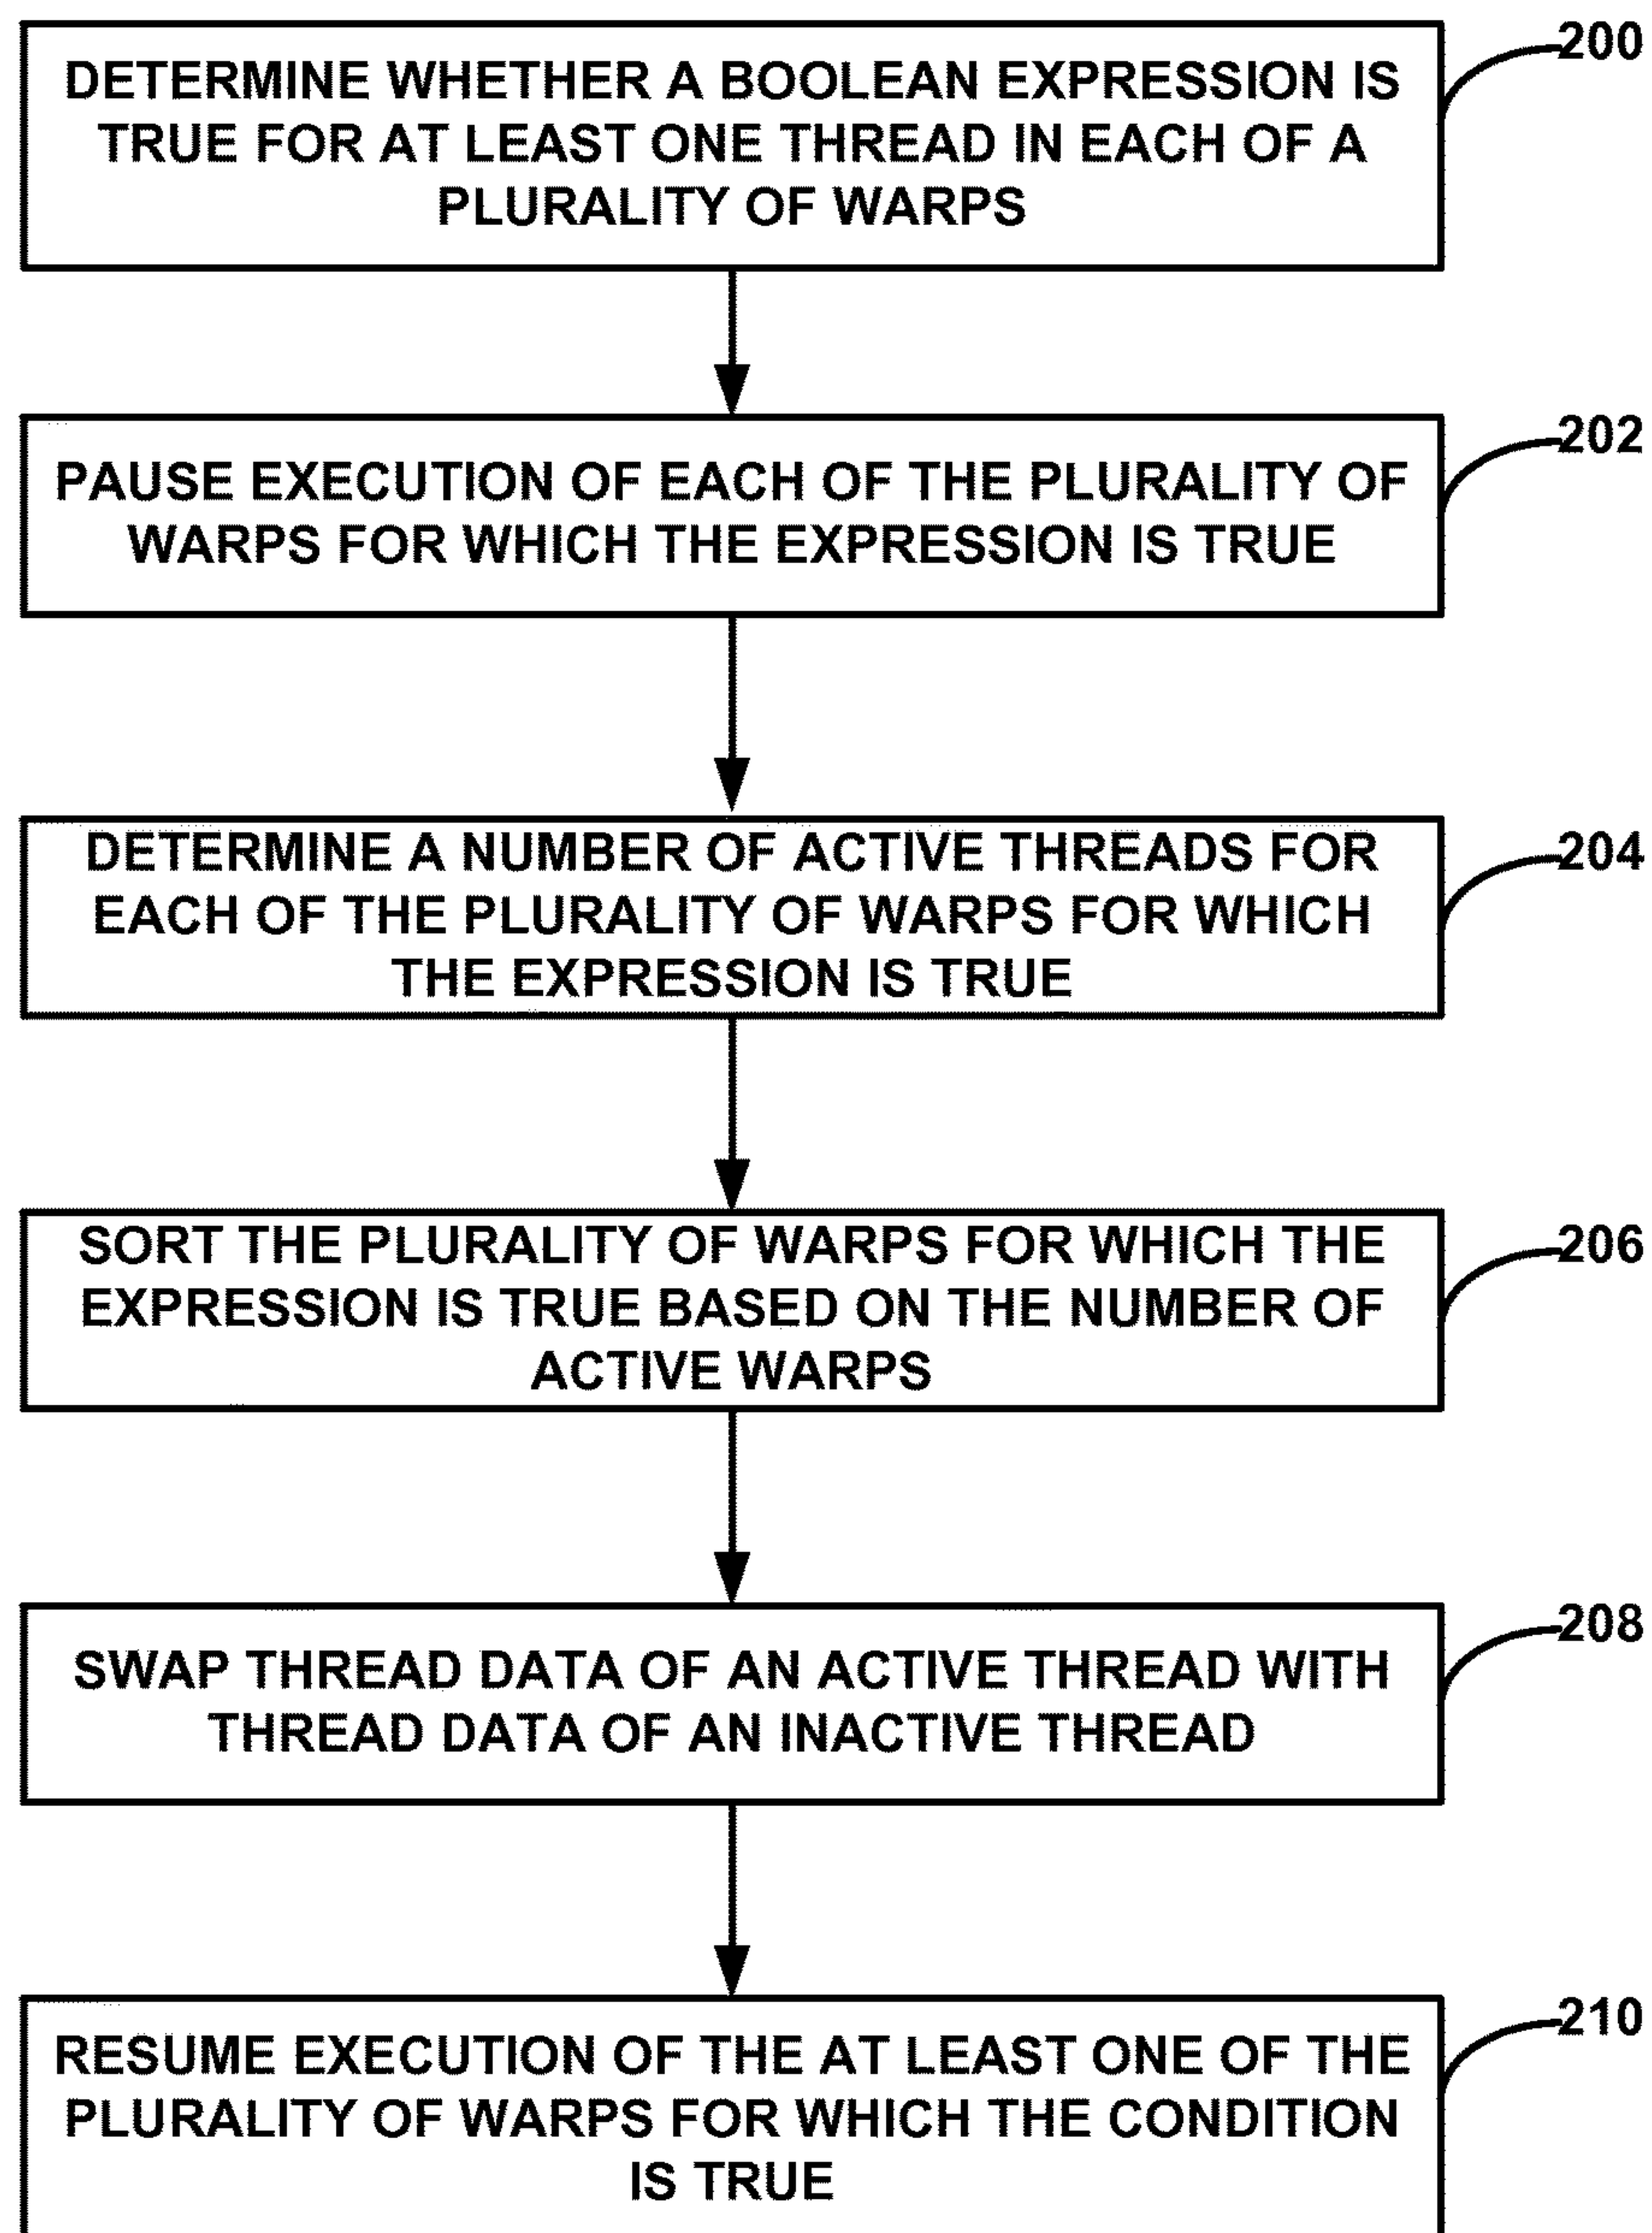 200
DETERMINE WHETHER A BOOLEAN EXPRESSION IS
TRUE FOR AT LEAST ONE THREAD IN EACH OF A
PLURALITY OF WARPS
202
PAUSE EXECUTION OF EACH OF THE PLURALITY OF
WARPS FOR WHICH THE EXPRESSION IS TRUE
204
DETERMINE A NUMBER OF ACTIVE THREADS FOR
EACH OF THE PLURALITY OF WARPS FOR WHICH
THE EXPRESSION IS TRUE
206
SORT THE PLURALITY OF WARPS FOR WHICH THE
EXPRESSION IS TRUE BASED ON THE NUMBER OF
ACTIVE WARPS
208
SWAP THREAD DATA OF AN ACTIVE THREAD WITH
THREAD DATA OF AN INACTIVE THREAD
210
RESUME EXECUTION OF THE AT LEAST ONE OF THE
PLURALITY OF WARPS FOR WHICH THE CONDITION
IS TRUE